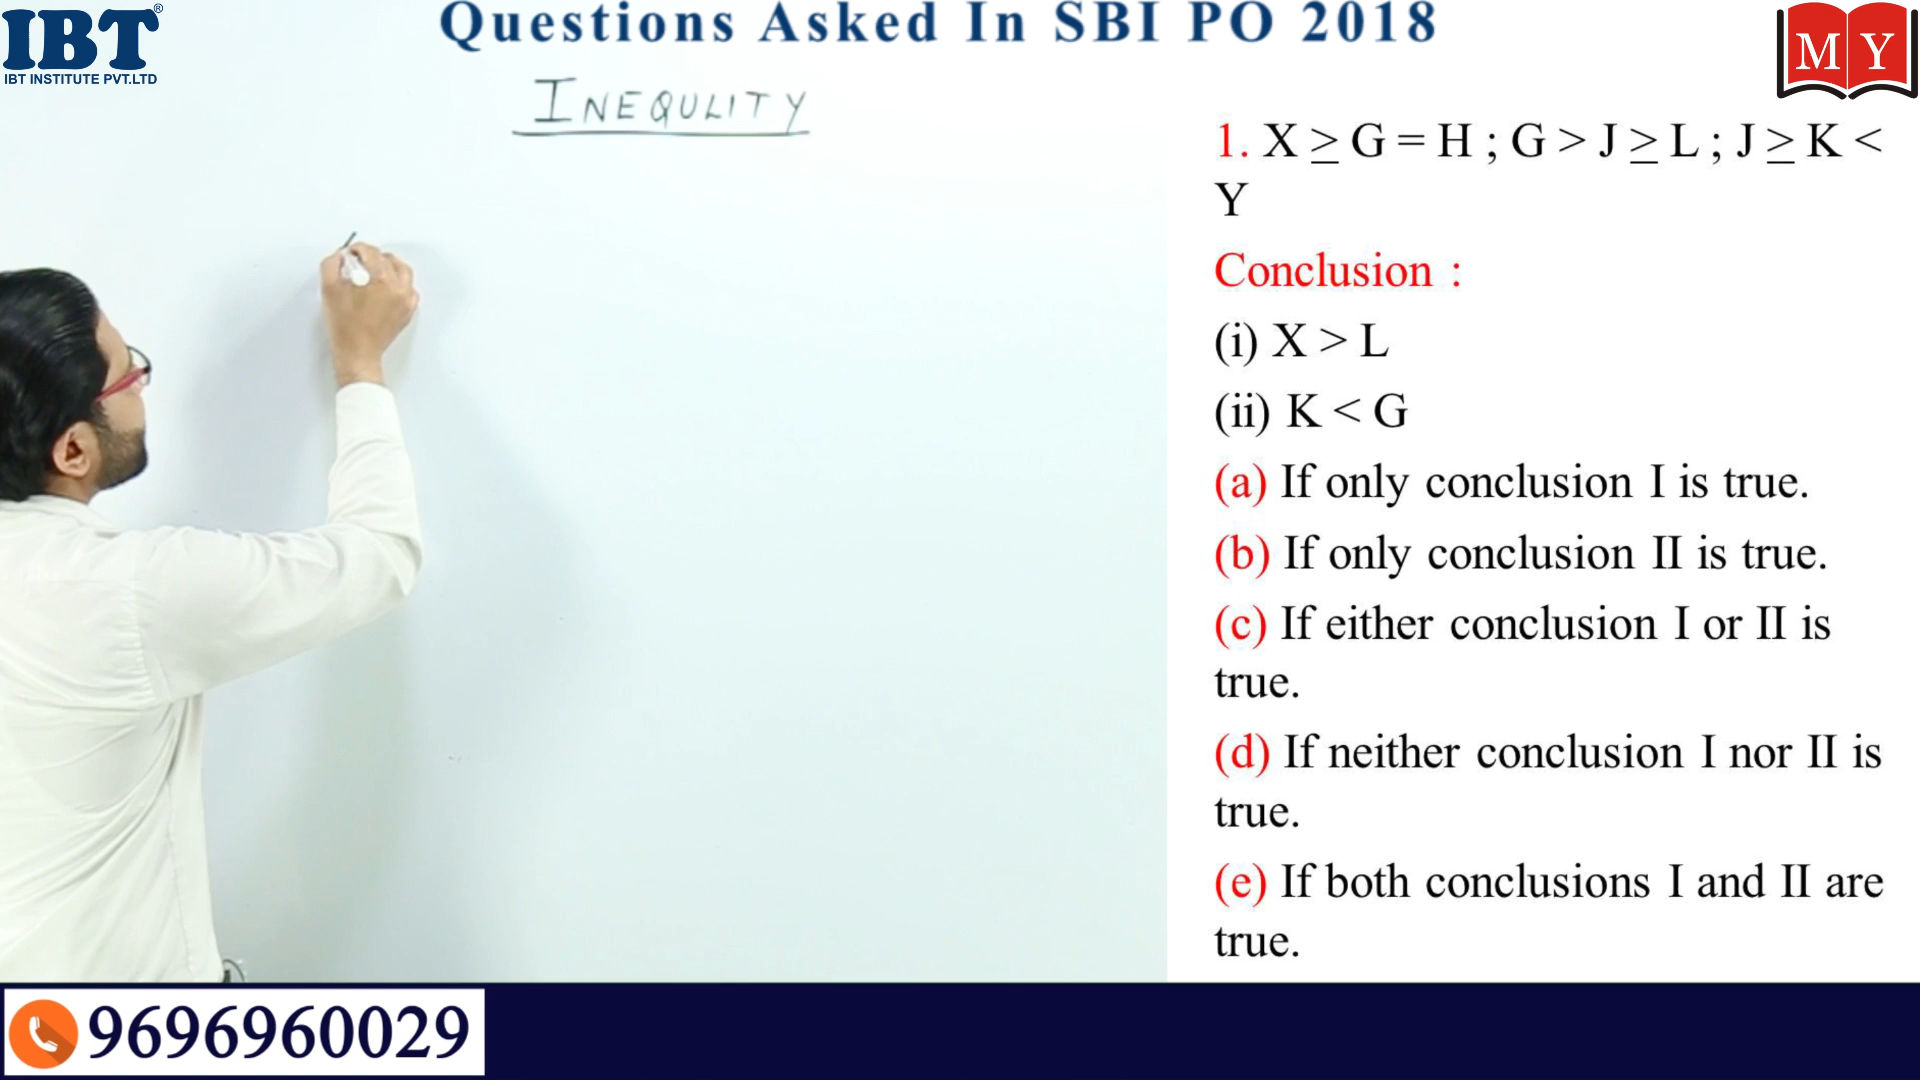 IBT®
IBT INSTITUTE PVT.LTD
Questions Asked In SBI PO 2018
MY
INEQULITY
1. X ≥ G = H ; G > J ≥ L ; J ≥ K <
Y
Conclusion :
(i) X > L
(ii) K < G
(a) If only conclusion I is true.
(b) If only conclusion II is true.
(c) If either conclusion I or II is
true.
(d) If neither conclusion I nor II is
true.
(e) If both conclusions I and II are
true.
9696960029